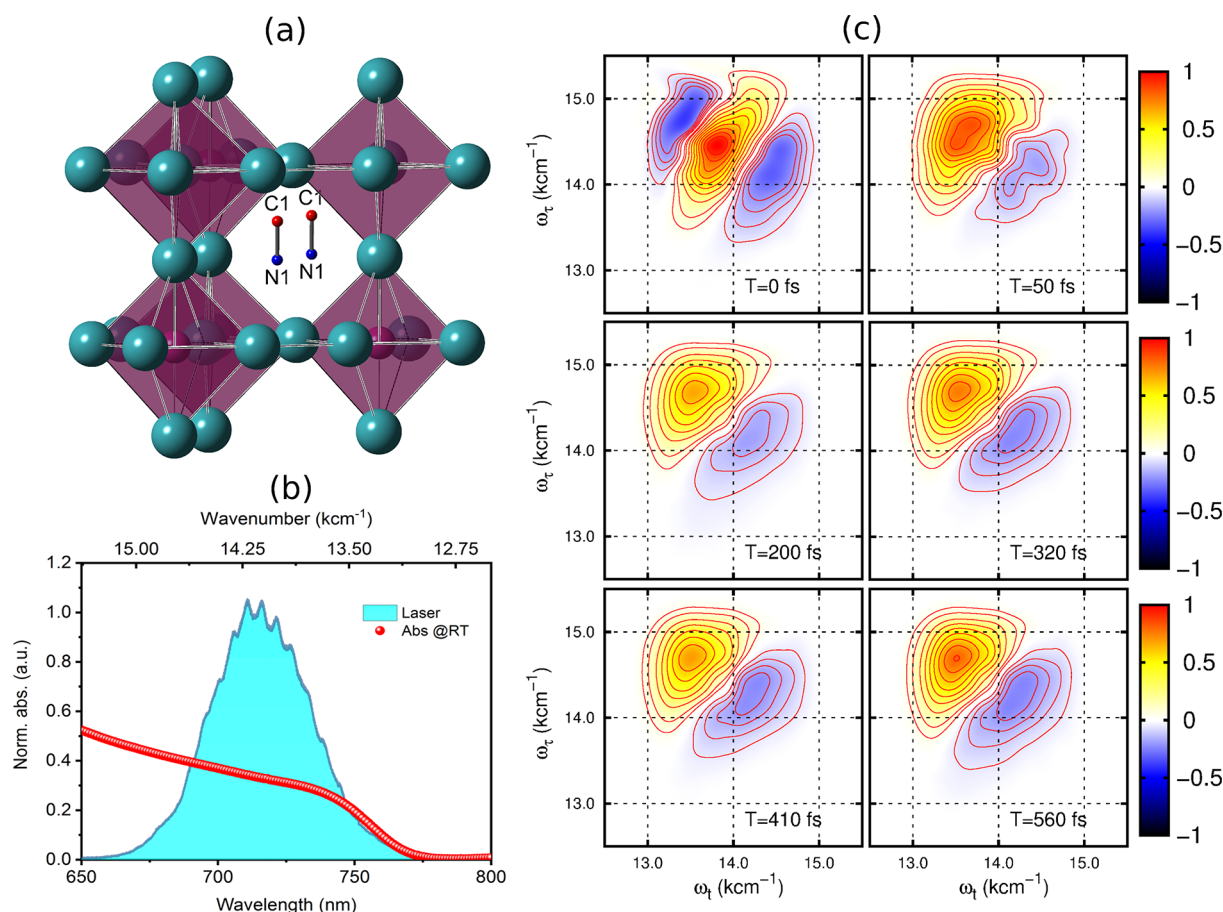 (a)
C1
C1
N1
N1
(b)
Wavenumber (kcm⁻¹)
15.00 14.25 13.50 12.75
1.2
1.0
0.8
0.6
0.4
0.2
0.0
Norm. abs. (a.u.)
Laser
Abs @RT
650 700 750 800
Wavelength (nm)
(c)
15.0
14.0
13.0
ω_τ (kcm⁻¹)
T=0 fs
T=50 fs
1
0.5
0
−0.5
−1
15.0
14.0
13.0
ω_τ (kcm⁻¹)
T=200 fs
T=320 fs
1
0.5
0
−0.5
−1
15.0
14.0
13.0
ω_τ (kcm⁻¹)
T=410 fs
T=560 fs
1
0.5
0
−0.5
−1
13.0 14.0 15.0
13.0 14.0 15.0
ω_t (kcm⁻¹)
ω_t (kcm⁻¹)